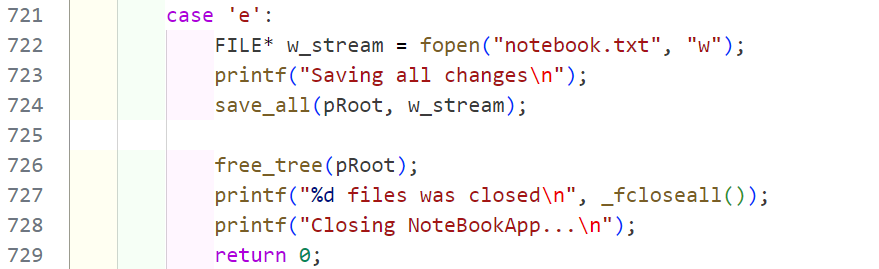 721 case 'e':
722 FILE* w_stream = fopen("notebook.txt", "w");
723 printf("Saving all changes\n");
724 save_all(pRoot, w_stream);
725
726 free_tree(pRoot);
727 printf("%d files was closed\n", _fcloseall());
728 printf("Closing NoteBookApp...\n");
729 return 0;